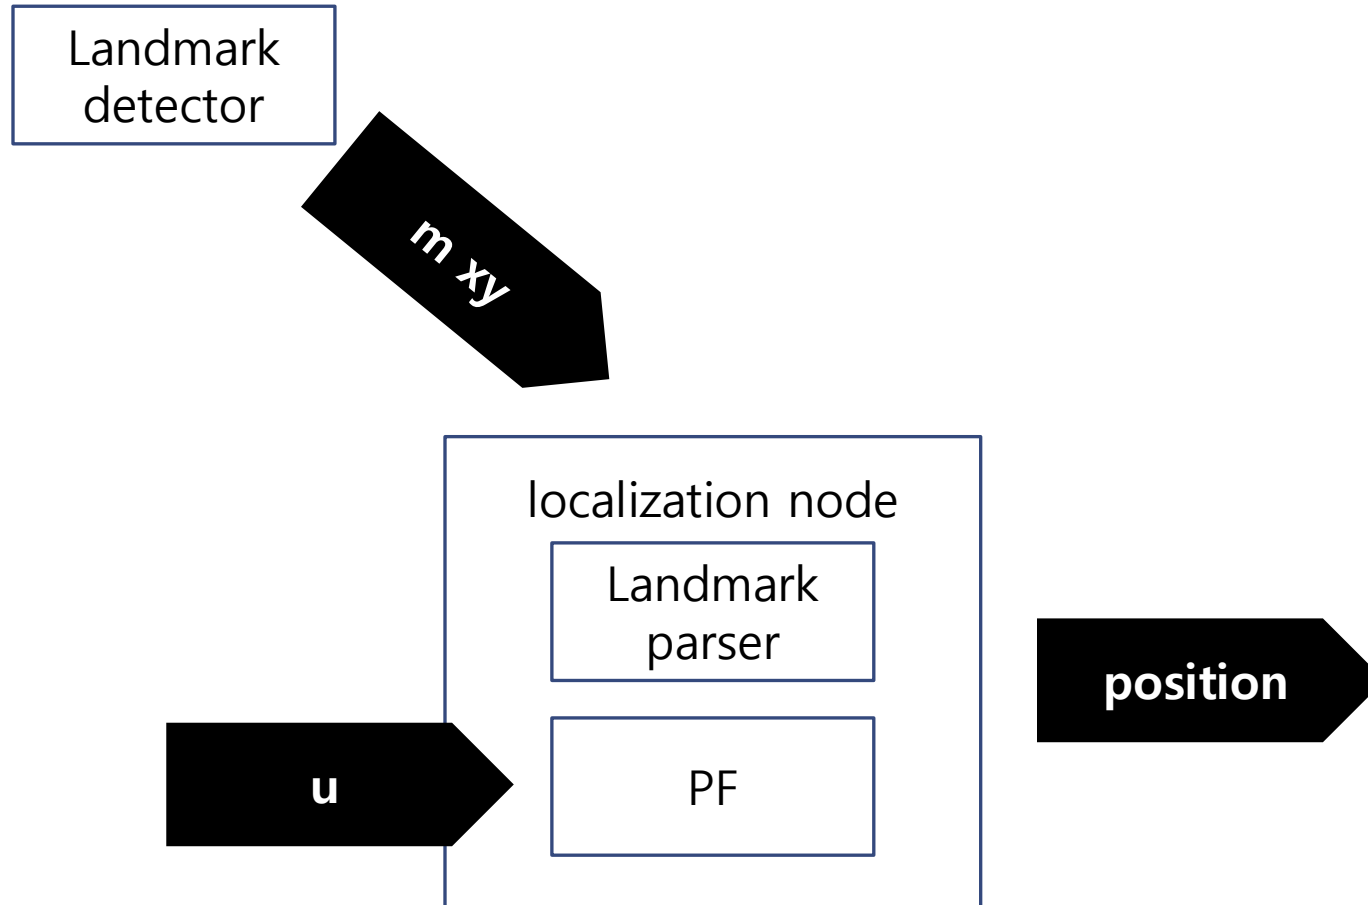 Landmark
detector
m xy
localization node
Landmark
parser
position
u
PF